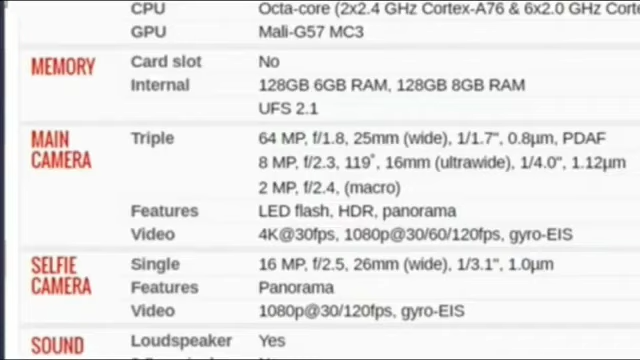 CPU Octa-core (2x2.4 GHz Cortex-A76 & 6x2.0 GHz
GPU Mali-G57 MC3
MEMORY Card slot No
Internal 128GB 6GB RAM, 128GB 8GB RAM
UFS 2.1
MAIN CAMERA Triple 64 MP, f/1.8, 25mm (wide), 1/1.7", 0.8µm, PDAF
8 MP, f/2.3, 119˚, 16mm (ultrawide), 1/4.0", 1.12µm
2 MP, f/2.4, (macro)
Features LED flash, HDR, panorama
Video 4K@30fps, 1080p@30/60/120fps, gyro-EIS
SELFIE CAMERA Single 16 MP, f/2.5, 26mm (wide), 1/3.1", 1.0µm
Features Panorama
Video 1080p@30/120fps, gyro-EIS
SOUND Loudspeaker Yes